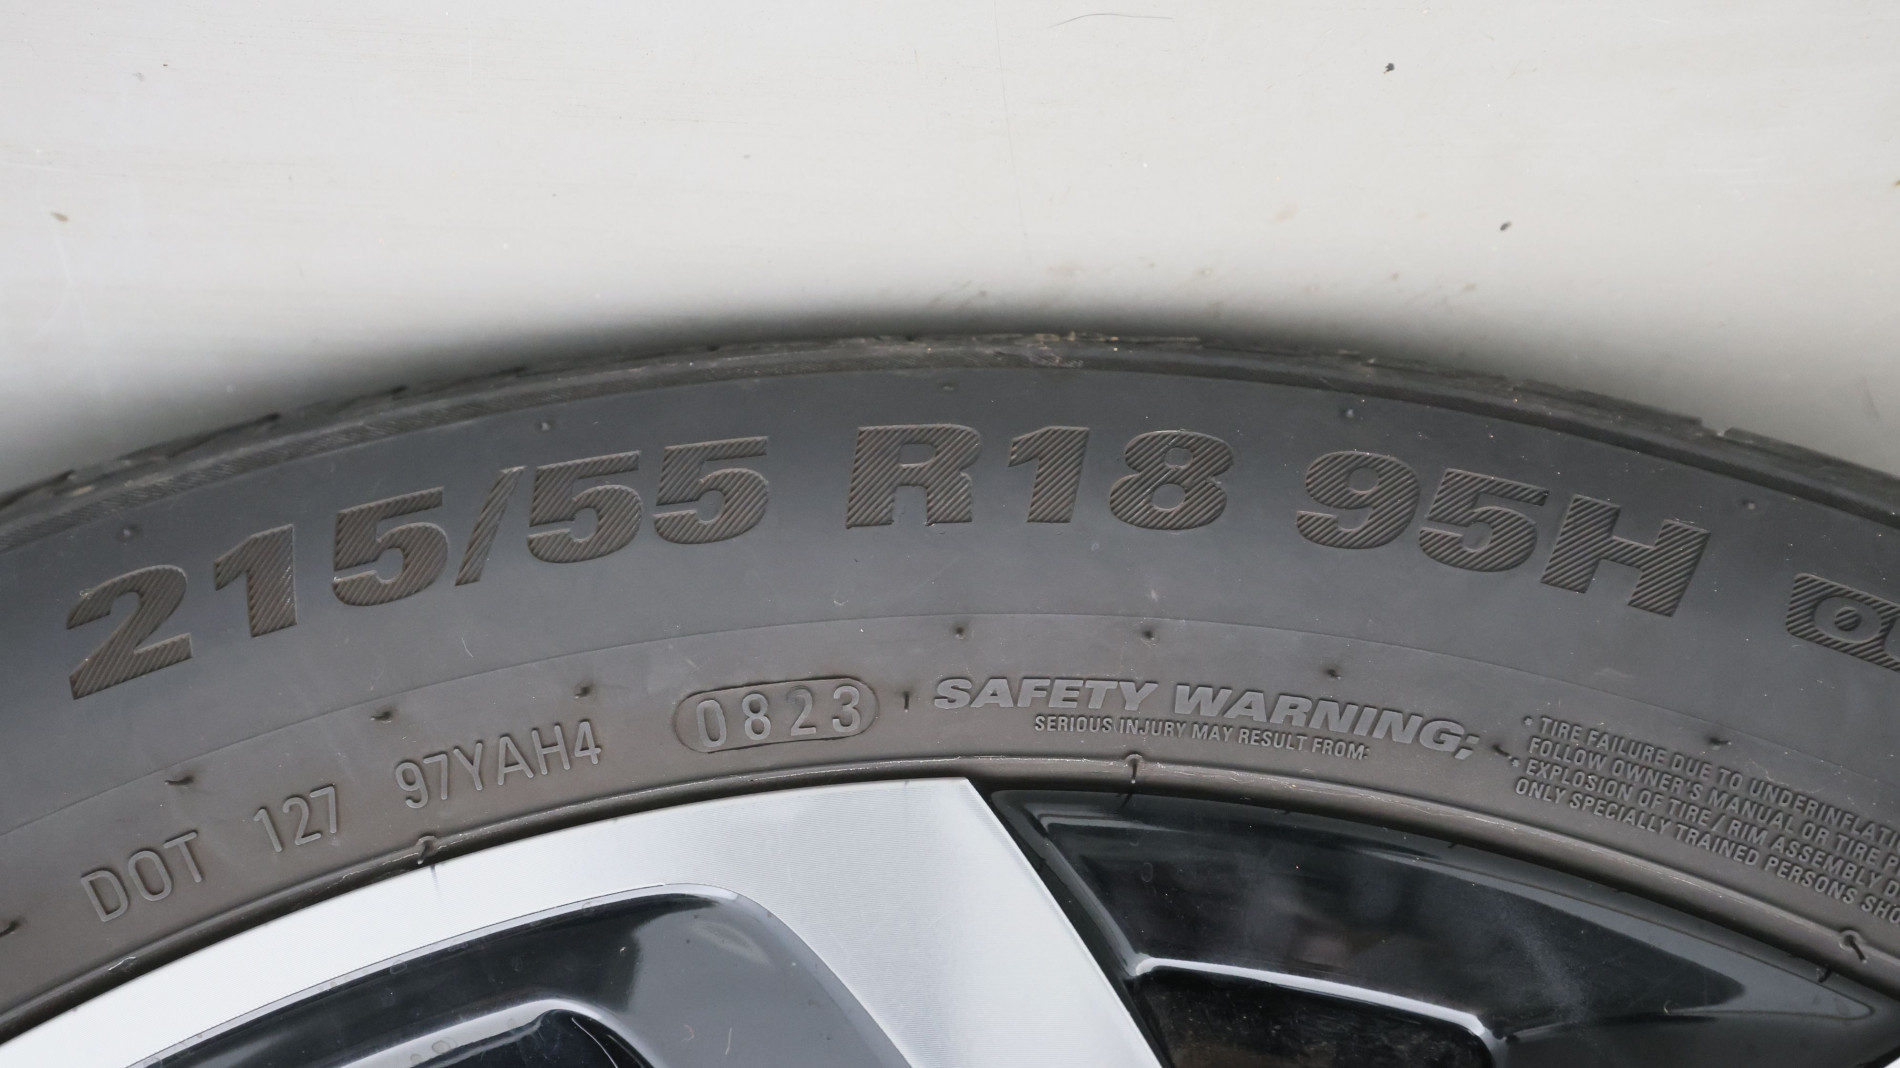 215/55 R18 95H
DOT 127 97YAH4 0823
SAFETY WARNING;
SERIOUS INJURY MAY RESULT FROM:
• TIRE FAILURE DUE TO UNDERINFLAT
FOLLOW OWNER'S MANUAL OR TIRE
• EXPLOSION OF TIRE / RIM ASSEMBLY
ONLY SPECIALLY TRAINED PERSONS